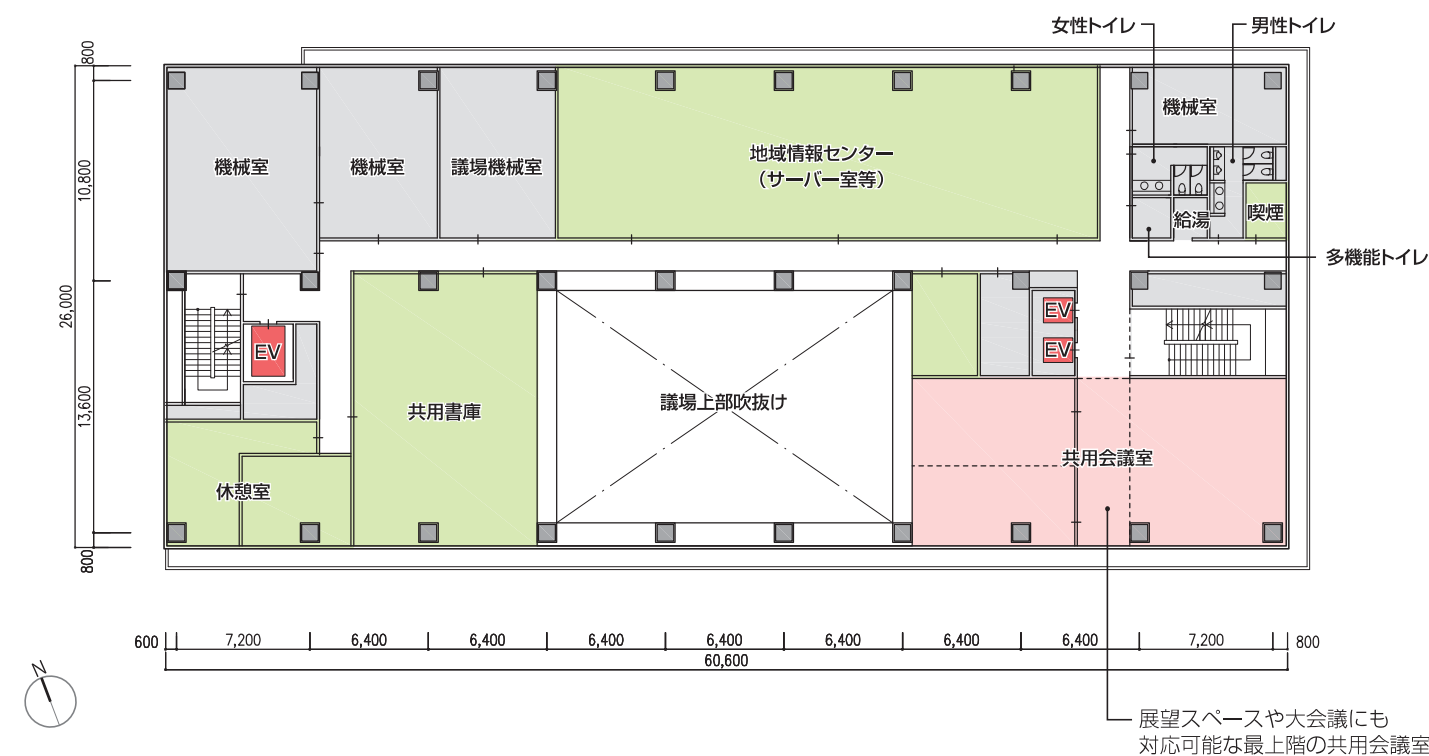 女性トイレ
男性トイレ
800
10,800
26,000
13,600
800
機械室
機械室
議場機械室
地域情報センター
(サーバー室等)
機械室
給湯
喫煙
多機能トイレ
EV
EV
EV
共用書庫
議場上部吹抜け
共用会議室
休憩室
600
7,200
6,400
6,400
6,400
6,400
6,400
6,400
6,400
7,200
800
60,600
N
展望スペースや大会議にも
対応可能な最上階の共用会議室